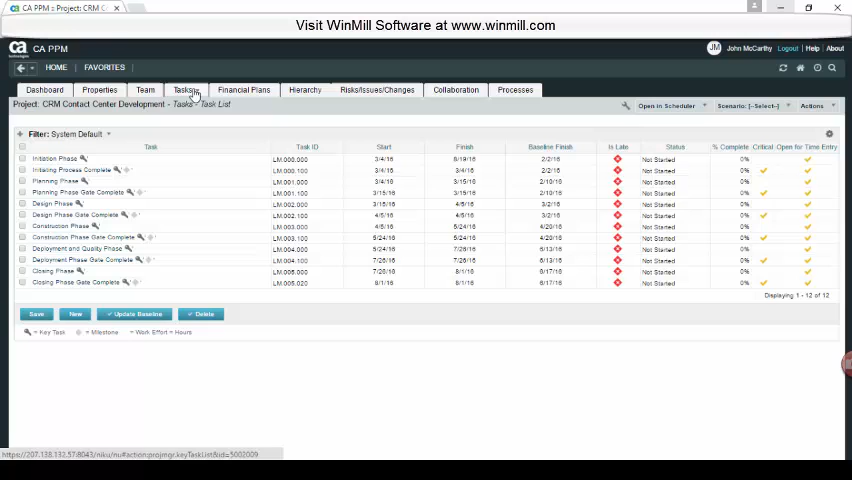 CA PPM :: Project: CRM C
Visit WinMill Software at www.winmill.com
ca
technologies
CA PPM
JM John McCarthy Logout Help About
HOME FAVORITES
Dashboard Properties Team Tasks Financial Plans Hierarchy Risks/Issues/Changes Collaboration Processes
Project: CRM Contact Center Development - Tasks - Task List
Open in Scheduler Scenario: [--Select--] Actions
Filter: System Default
Task Task ID Start Finish Baseline Finish Is Late Status % Complete Critical Open for Time Entry
Initiation Phase LM.000.000 3/4/16 8/19/16 2/2/16 Not Started 0%
Initiating Process Complete LM.000.100 3/4/16 3/4/16 2/2/16 Not Started 0%
Planning Phase LM.001.000 3/4/16 3/15/16 2/10/16 Not Started 0%
Planning Phase Gate Complete LM.001.100 3/15/16 3/15/16 2/10/16 Not Started 0%
Design Phase LM.002.000 3/15/16 4/5/16 3/2/16 Not Started 0%
Design Phase Gate Complete LM.002.100 4/5/16 4/5/16 3/2/16 Not Started 0%
Construction Phase LM.003.000 4/5/16 5/24/16 4/20/16 Not Started 0%
Construction Phase Gate Complete LM.003.100 5/24/16 5/24/16 4/20/16 Not Started 0%
Deployment and Quality Phase LM.004.000 5/24/16 7/26/16 6/13/16 Not Started 0%
Deployment Phase Gate Complete LM.004.100 7/26/16 7/26/16 6/13/16 Not Started 0%
Closing Phase LM.005.000 7/26/16 8/1/16 6/17/16 Not Started 0%
Closing Phase Gate Complete LM.005.020 8/1/16 8/1/16 6/17/16 Not Started 0%
Displaying 1 - 12 of 12
Save New Update Baseline Delete
= Key Task = Milestone = Work Effort = Hours
https://207.138.132.57:8043/niku/nu#action:projmgr.keyTaskList&id=5002009